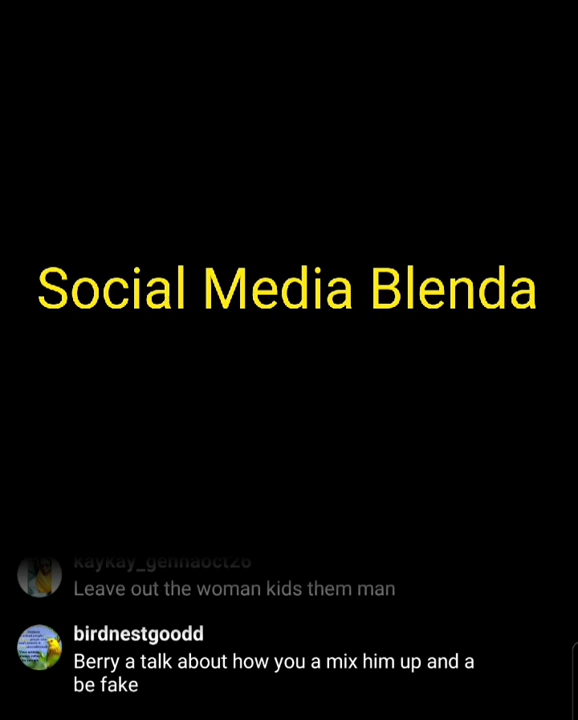 Social Media Blenda
kaykay_gennaoct26
Leave out the woman kids them man
birdnestgoodd
Berry a talk about how you a mix him up and a
be fake